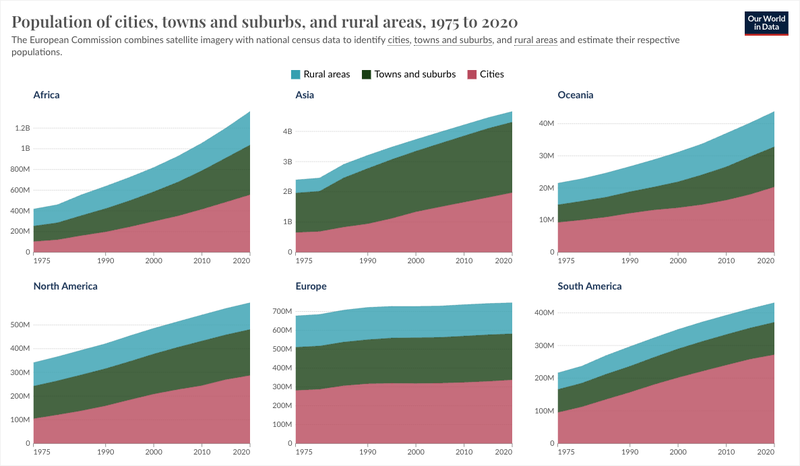 Population of cities, towns and suburbs, and rural areas, 1975 to 2020
Our World
in Data
The European Commission combines satellite imagery with national census data to identify cities, towns and suburbs, and rural areas and estimate their respective
populations.
Rural areas Towns and suburbs Cities
Africa
1.2B
1B
800M
600M
400M
200M
0
1975 1990 2000 2010 2020
Asia
4B
3B
2B
1B
0
1975 1990 2000 2010 2020
Oceania
40M
30M
20M
10M
0
1975 1990 2000 2010 2020
North America
500M
400M
300M
200M
100M
0
1975 1990 2000 2010 2020
Europe
700M
600M
500M
400M
300M
200M
100M
0
1975 1990 2000 2010 2020
South America
400M
300M
200M
100M
0
1975 1990 2000 2010 2020